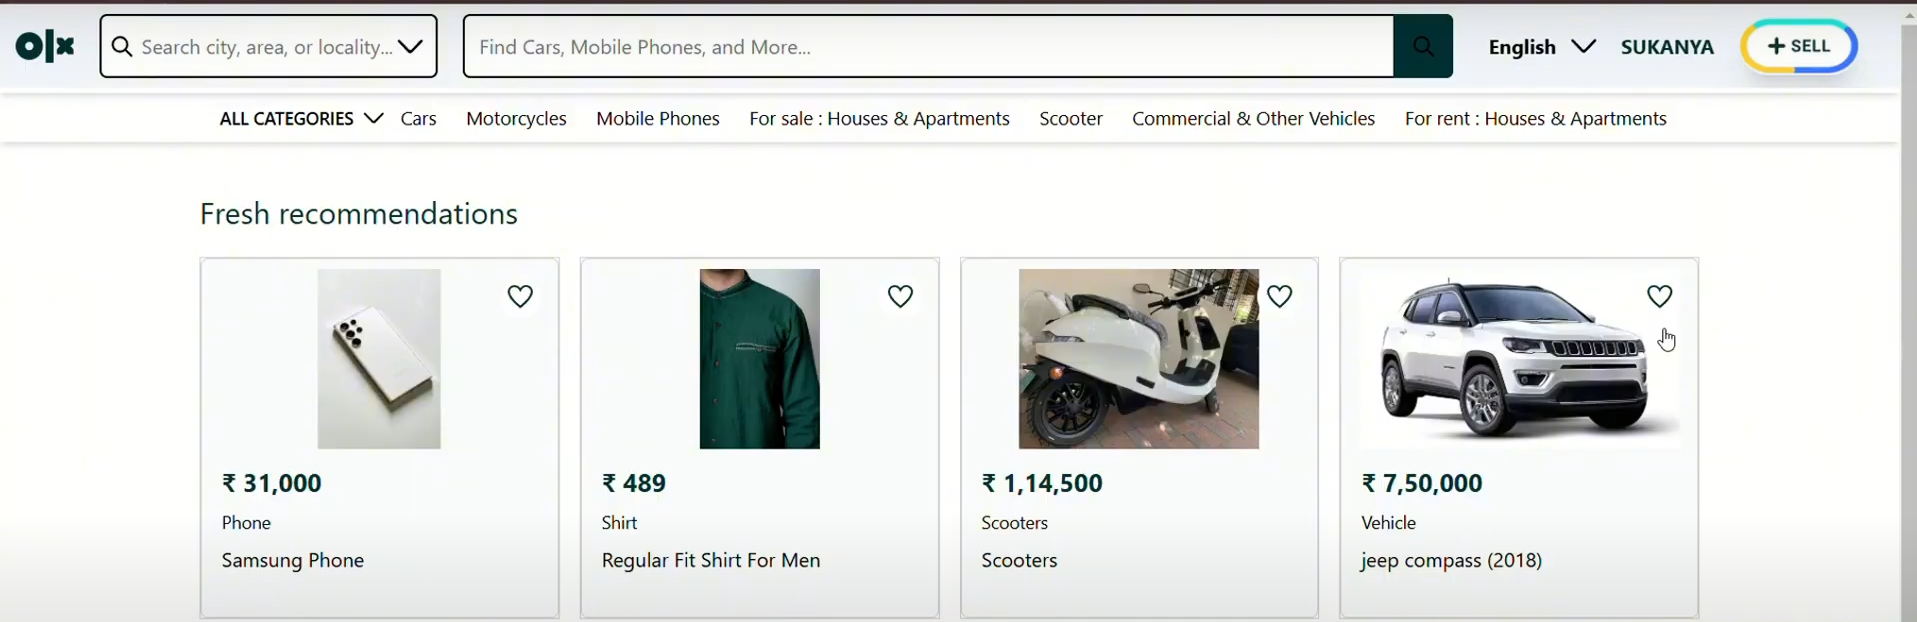 olx Search city, area, or locality... Find Cars, Mobile Phones, and More... English SUKANYA + SELL
ALL CATEGORIES Cars Motorcycles Mobile Phones For sale : Houses & Apartments Scooter Commercial & Other Vehicles For rent : Houses & Apartments
Fresh recommendations
₹ 31,000
Phone
Samsung Phone
₹ 489
Shirt
Regular Fit Shirt For Men
₹ 1,14,500
Scooters
Scooters
₹ 7,50,000
Vehicle
jeep compass (2018)